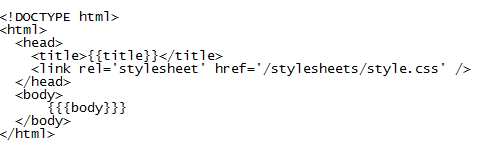 <!DOCTYPE html>
<html>
  <head>
    <title>{{title}}</title>
    <link rel='stylesheet' href='/stylesheets/style.css' />
  </head>
  <body>
      {{{body}}}
  </body>
</html>